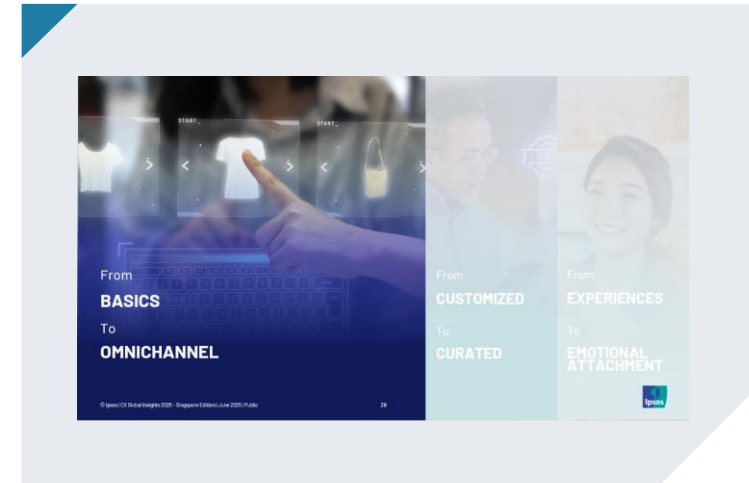 START_
START_
From
BASICS
To
OMNICHANNEL
From
CUSTOMIZED
To
CURATED
From
EXPERIENCES
To
EMOTIONAL
ATTACHMENT
© Ipsos | CX Global Insights 2025 - Singapore Edition | June 2025 | Public
28
Ipsos